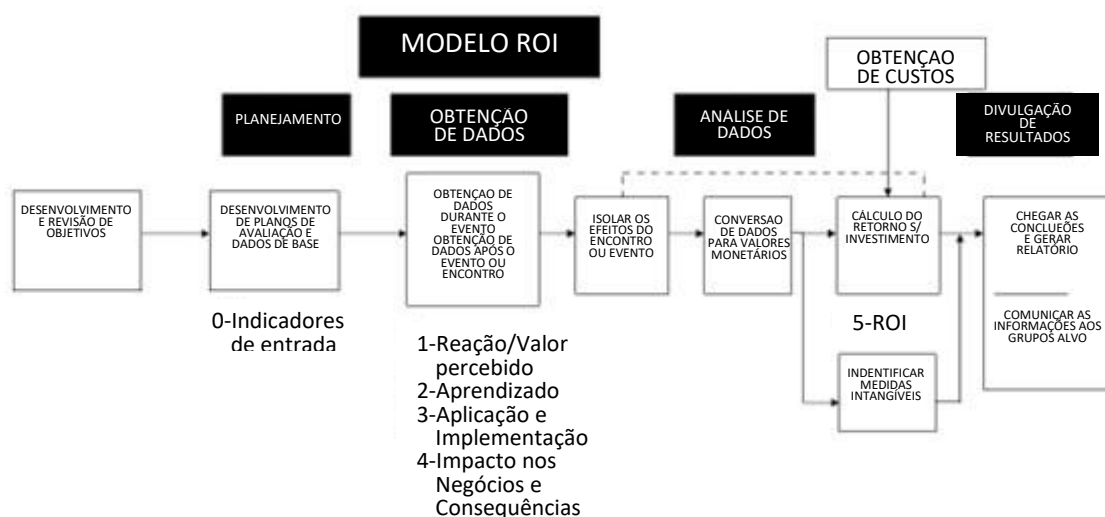 MODELO ROI
OBTENÇAO
DE CUSTOS
PLANEJAMENTO
OBTENÇÃO
DE DADOS
ANALISE DE
DADOS
DIVULGAÇÃO
DE
RESULTADOS
DESENVOLVIMENTO
E REVISÃO DE
OBJETIVOS
DESENVOLVIMENTO
DE PLANOS DE
AVALIAÇÃO E
DADOS DE BASE
OBTENÇAO DE
DADOS
DURANTE O
EVENTO
OBTENÇÃO DE
DADOS APÓS O
EVENTO OU
ENCONTRO
ISOLAR OS
EFEITOS DO
ENCONTRO
OU EVENTO
CONVERSAO
DE DADOS
PARA VALORES
MONETÁRIOS
CÁLCULO DO
RETORNO S/
INVESTIMENTO
CHEGAR AS
CONCLUEÕES
E GERAR
RELATÓRIO
COMUNIÇAR AS
INFORMAÇÕES AOS
GRUPOS ALVO
0-Indicadores
de entrada
1-Reação/Valor
percebido
2-Aprendizado
3-Aplicação e
Implementação
4-Impacto nos
Negócios e
Consequências
5-ROI
INDENTIFICAR
MEDIDAS
INTANGÍVEIS